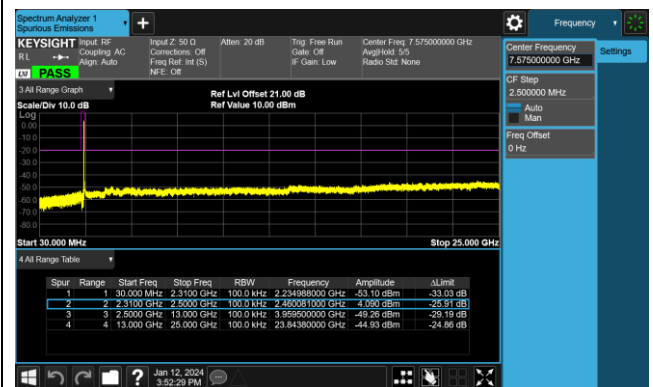 Spectrum Analyzer 1
Spurious Emissions
Frequency
KEYSIGHT Input: RF Input Z: 50 Ω Atten: 20 dB Trig: Free Run Center Freq: 7.575000000 GHz
RL Coupling: AC Corrections: Off Gate: Off Avg|Hold: 5/5
Align: Auto Freq Ref: Int (S) IF Gain: Low Radio Std: None
LW PASS NFE: Off
Center Frequency
7.575000000 GHz
Settings
CF Step
2.500000 MHz
Auto
Man
Freq Offset
0 Hz
3 All Range Graph
Ref Lvl Offset 21.00 dB
Scale/Div 10.0 dB Ref Value 10.00 dBm
Log
0.00
-10.0
-20.0
-30.0
-40.0
-50.0
-60.0
-70.0
-80.0
Start 30.000 MHz Stop 25.000 GHz
4 All Range Table
Spur Range Start Freq Stop Freq RBW Frequency Amplitude ΔLimit
1 1 30.000 MHz 2.3100 GHz 100.0 kHz 2.234988000 GHz -53.10 dBm -33.03 dB
2 2 2.3100 GHz 2.5000 GHz 100.0 kHz 2.460081000 GHz 4.090 dBm -25.91 dB
3 3 2.5000 GHz 13.000 GHz 100.0 kHz 3.959500000 GHz -49.26 dBm -29.19 dB
4 4 13.000 GHz 25.000 GHz 100.0 kHz 23.84380000 GHz -44.93 dBm -24.86 dB
Jan 12, 2024
3:52:29 PM